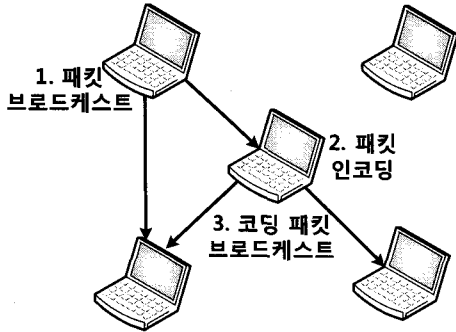 1. 패킷
브로드케스트
2. 패킷
인코딩
3. 코딩 패킷
브로드케스트